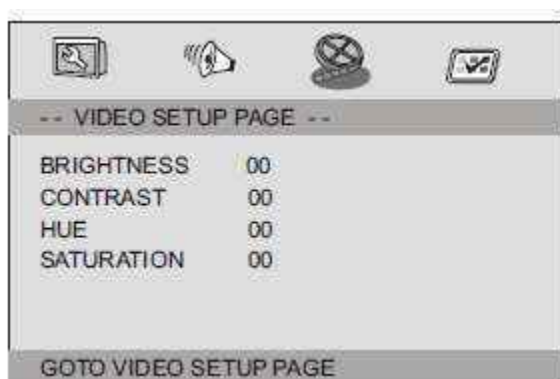 -- VIDEO SETUP PAGE --
BRIGHTNESS 00
CONTRAST 00
HUE 00
SATURATION 00
GOTO VIDEO SETUP PAGE